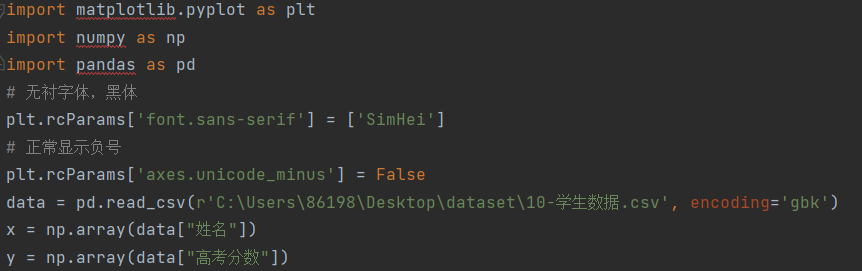 import matplotlib.pyplot as plt
import numpy as np
import pandas as pd
# 无衬字体，黑体
plt.rcParams['font.sans-serif'] = ['SimHei']
# 正常显示负号
plt.rcParams['axes.unicode_minus'] = False
data = pd.read_csv(r'C:\Users\86198\Desktop\dataset\10-学生数据.csv', encoding='gbk')
x = np.array(data["姓名"])
y = np.array(data["高考分数"])